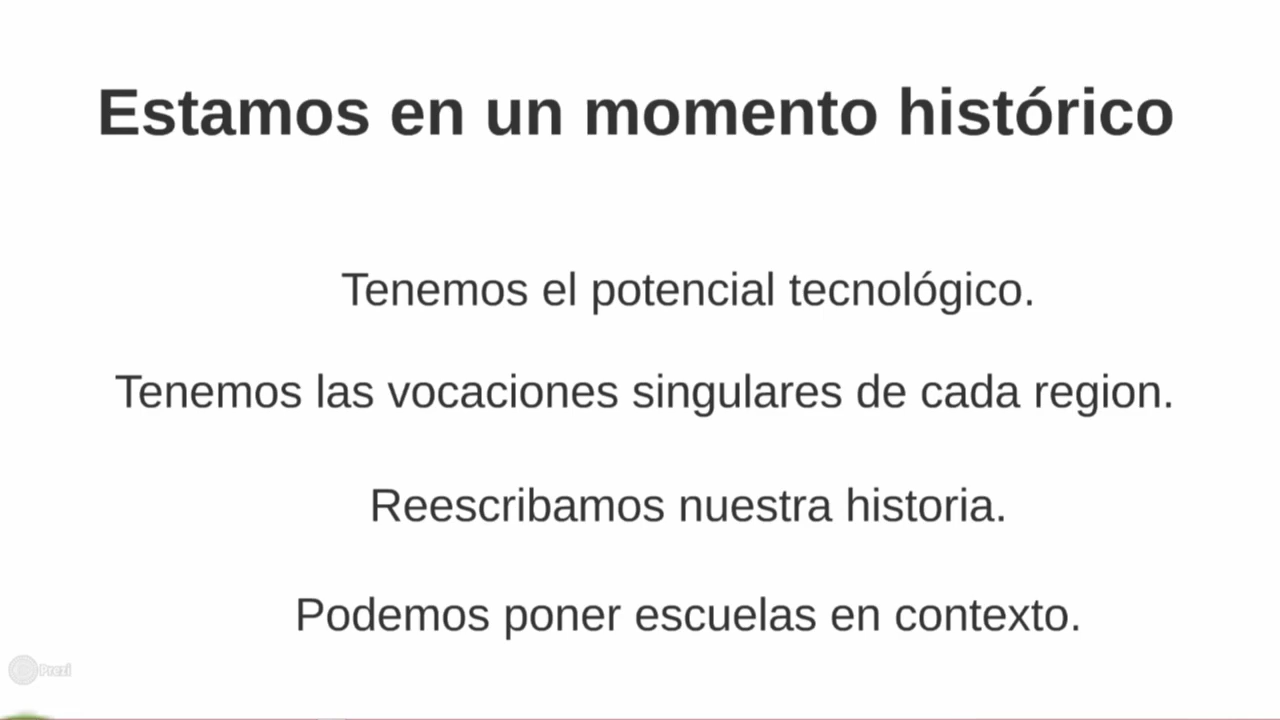 Estamos en un momento histórico
Tenemos el potencial tecnológico.
Tenemos las vocaciones singulares de cada region.
Reescribamos nuestra historia.
Podemos poner escuelas en contexto.
Prezi